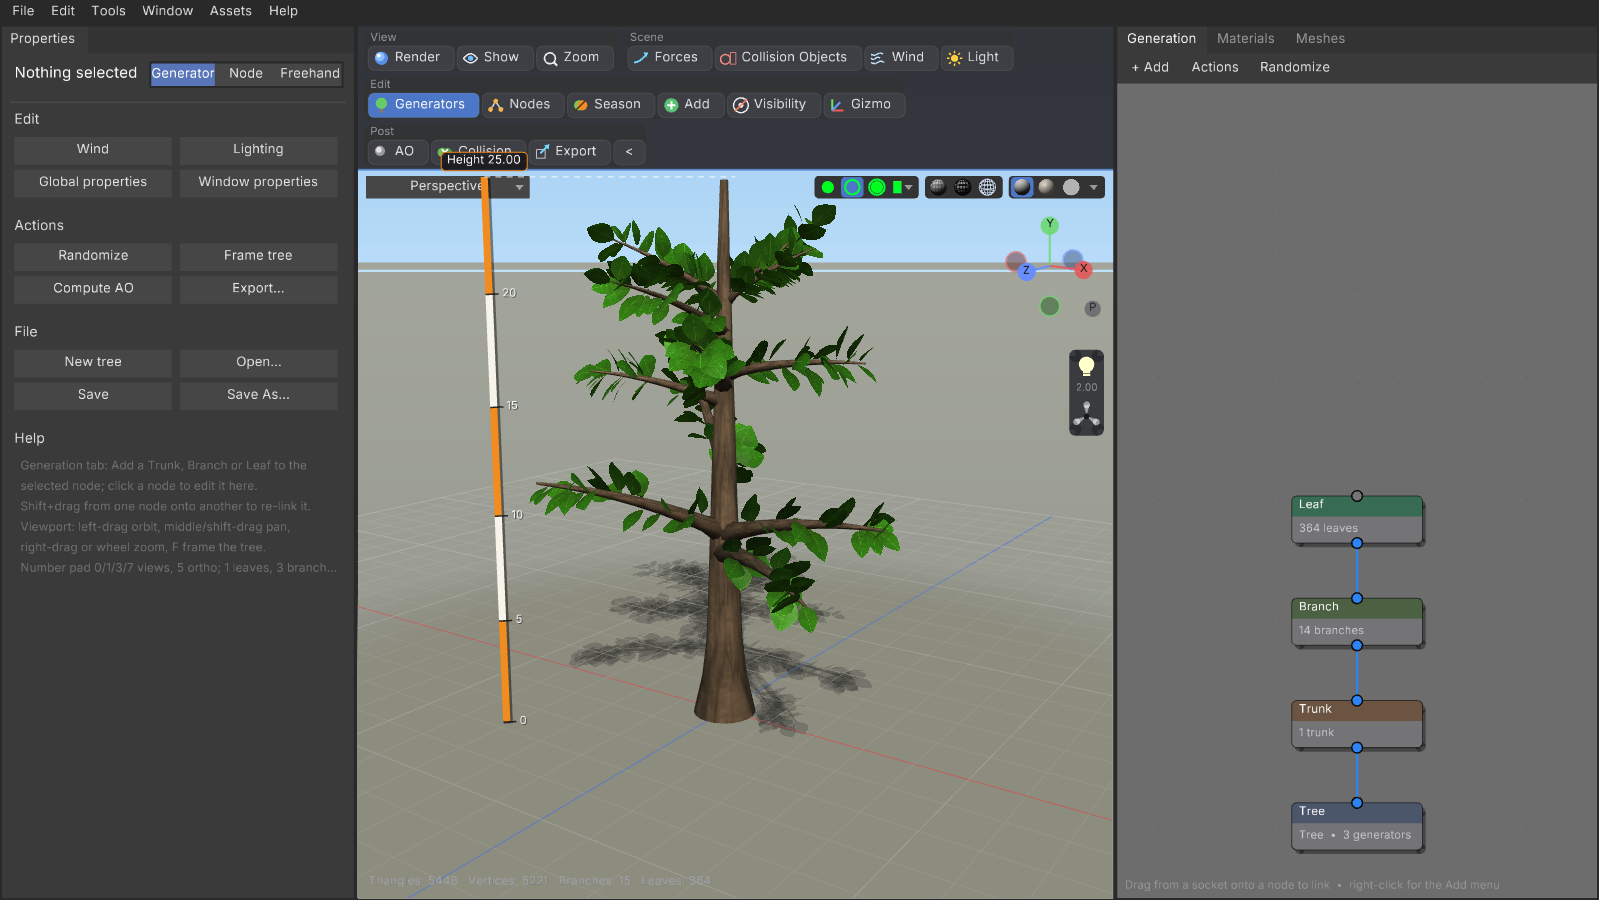 File Edit Tools Window Assets Help
Properties
Nothing selected Generator Node Freehand
Edit
Wind Lighting
Global properties Window properties
Actions
Randomize Frame tree
Compute AO Export...
File
New tree Open...
Save Save As...
Help
Generation tab: Add a Trunk, Branch or Leaf to the
selected node; click a node to edit it here.
Shift+drag from one node onto another to re-link it.
Viewport: left-drag orbit, middle/shift-drag pan,
right-drag or wheel zoom, F frame the tree.
Number pad 0/1/3/7 views, 5 ortho; 1 leaves, 3 branch...
View Scene
Render Show Zoom Forces Collision Objects Wind Light
Edit
Generators Nodes Season Add Visibility Gizmo
Post
AO Collision Export <
Height 25.00
Perspective
Y
Z X
P
2.00
20
15
10
5
0
Triangles: 5448 Vertices: 5221 Branches: 15 Leaves: 364
Generation Materials Meshes
+ Add Actions Randomize
Leaf
364 leaves
Branch
14 branches
Trunk
1 trunk
Tree
Tree • 3 generators
Drag from a socket onto a node to link • right-click for the Add menu